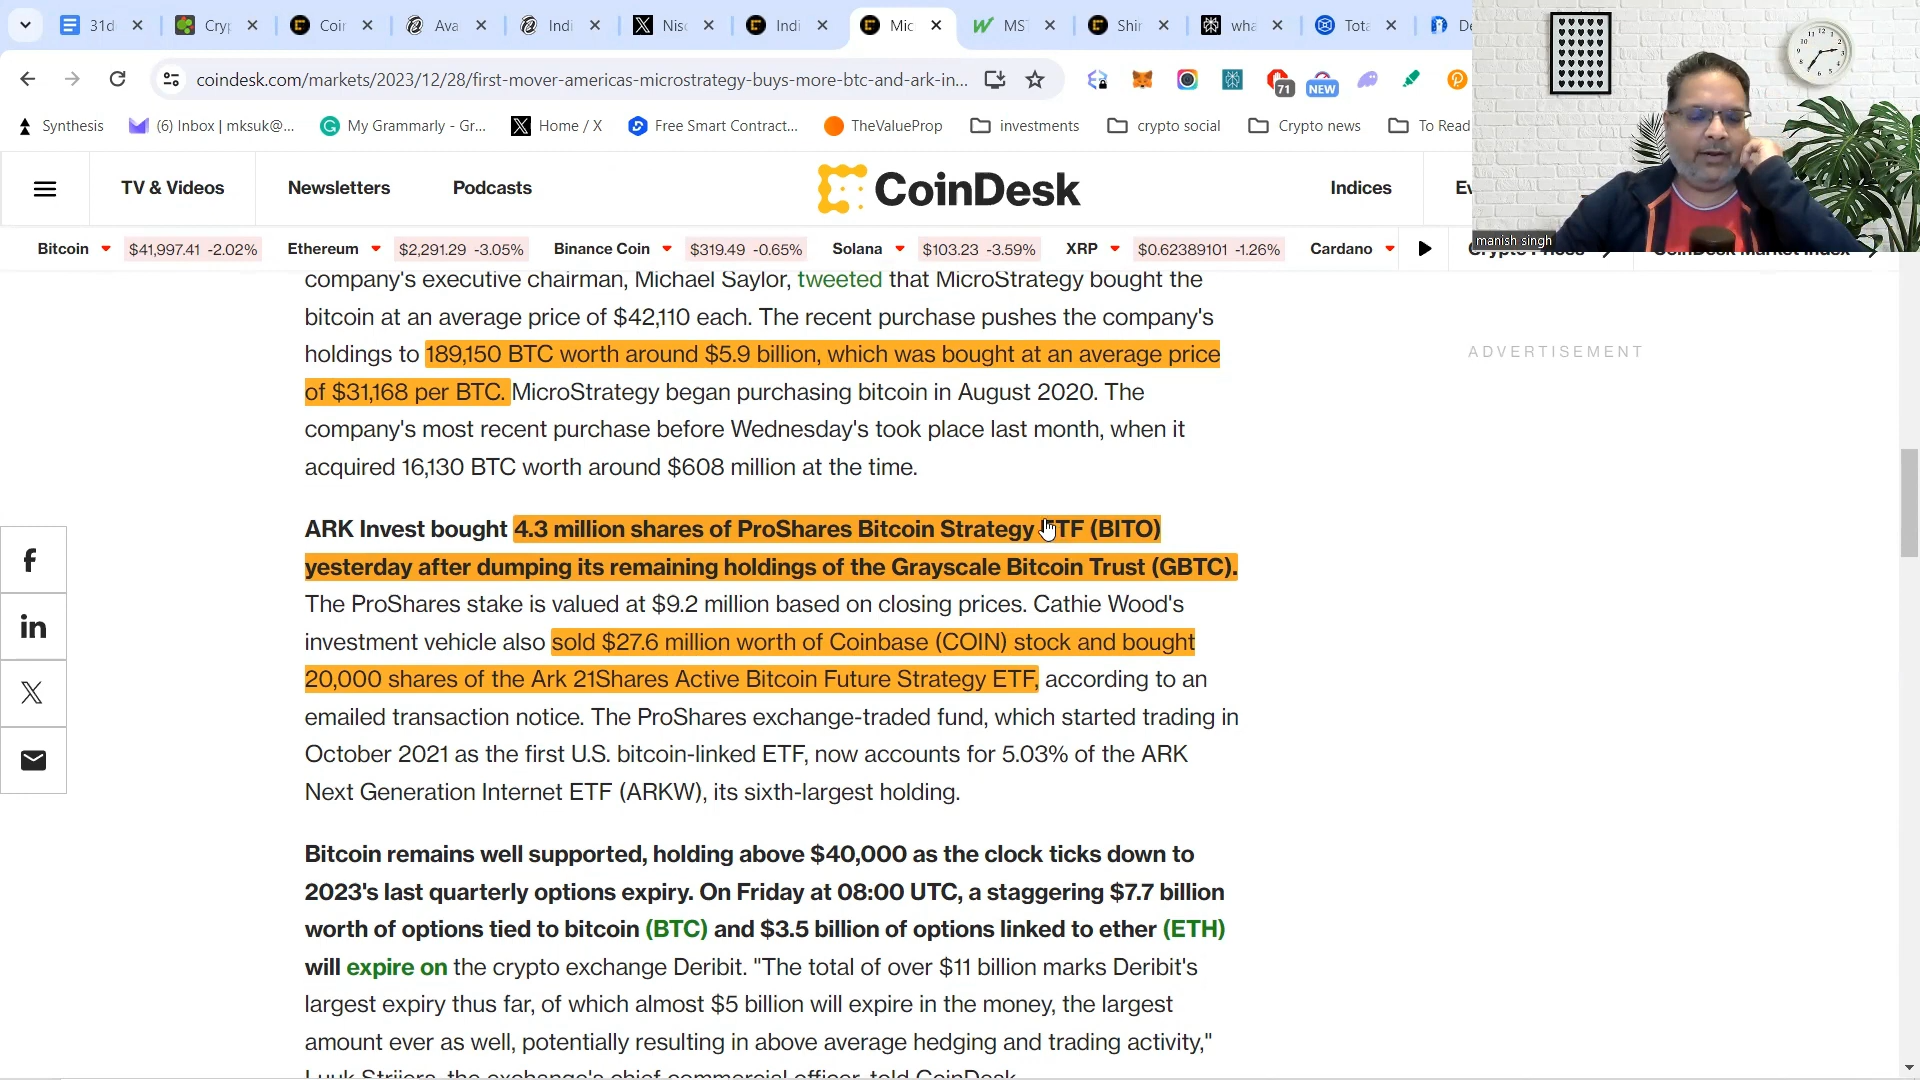 31d
Cryp
Coir
Ava
Indi
Nisc
Indi
Mic
MST
Shir
wha
Tota
De
coindesk.com/markets/2023/12/28/first-mover-americas-microstrategy-buys-more-btc-and-ark-in...
71
NEW
Synthesis
(6) Inbox | mksuk@...
My Grammarly - Gr...
Home / X
Free Smart Contract...
TheValueProp
investments
crypto social
Crypto news
To Read
TV & Videos
Newsletters
Podcasts
CoinDesk
Indices
manish singh
Bitcoin $41,997.41 -2.02%
Ethereum $2,291.29 -3.05%
Binance Coin $319.49 -0.65%
Solana $103.23 -3.59%
XRP $0.62389101 -1.26%
Cardano
Crypto Prices
CoinDesk Market Index
company's executive chairman, Michael Saylor, tweeted that MicroStrategy bought the
bitcoin at an average price of $42,110 each. The recent purchase pushes the company's
holdings to 189,150 BTC worth around $5.9 billion, which was bought at an average price
of $31,168 per BTC. MicroStrategy began purchasing bitcoin in August 2020. The
company's most recent purchase before Wednesday's took place last month, when it
acquired 16,130 BTC worth around $608 million at the time.
ADVERTISEMENT
ARK Invest bought 4.3 million shares of ProShares Bitcoin Strategy ETF (BITO)
yesterday after dumping its remaining holdings of the Grayscale Bitcoin Trust (GBTC).
The ProShares stake is valued at $9.2 million based on closing prices. Cathie Wood's
investment vehicle also sold $27.6 million worth of Coinbase (COIN) stock and bought
20,000 shares of the Ark 21Shares Active Bitcoin Future Strategy ETF, according to an
emailed transaction notice. The ProShares exchange-traded fund, which started trading in
October 2021 as the first U.S. bitcoin-linked ETF, now accounts for 5.03% of the ARK
Next Generation Internet ETF (ARKW), its sixth-largest holding.
Bitcoin remains well supported, holding above $40,000 as the clock ticks down to
2023's last quarterly options expiry. On Friday at 08:00 UTC, a staggering $7.7 billion
worth of options tied to bitcoin (BTC) and $3.5 billion of options linked to ether (ETH)
will expire on the crypto exchange Deribit. "The total of over $11 billion marks Deribit's
largest expiry thus far, of which almost $5 billion will expire in the money, the largest
amount ever as well, potentially resulting in above average hedging and trading activity,"
Luuk Strijers, the exchange's chief commercial officer, told CoinDesk.